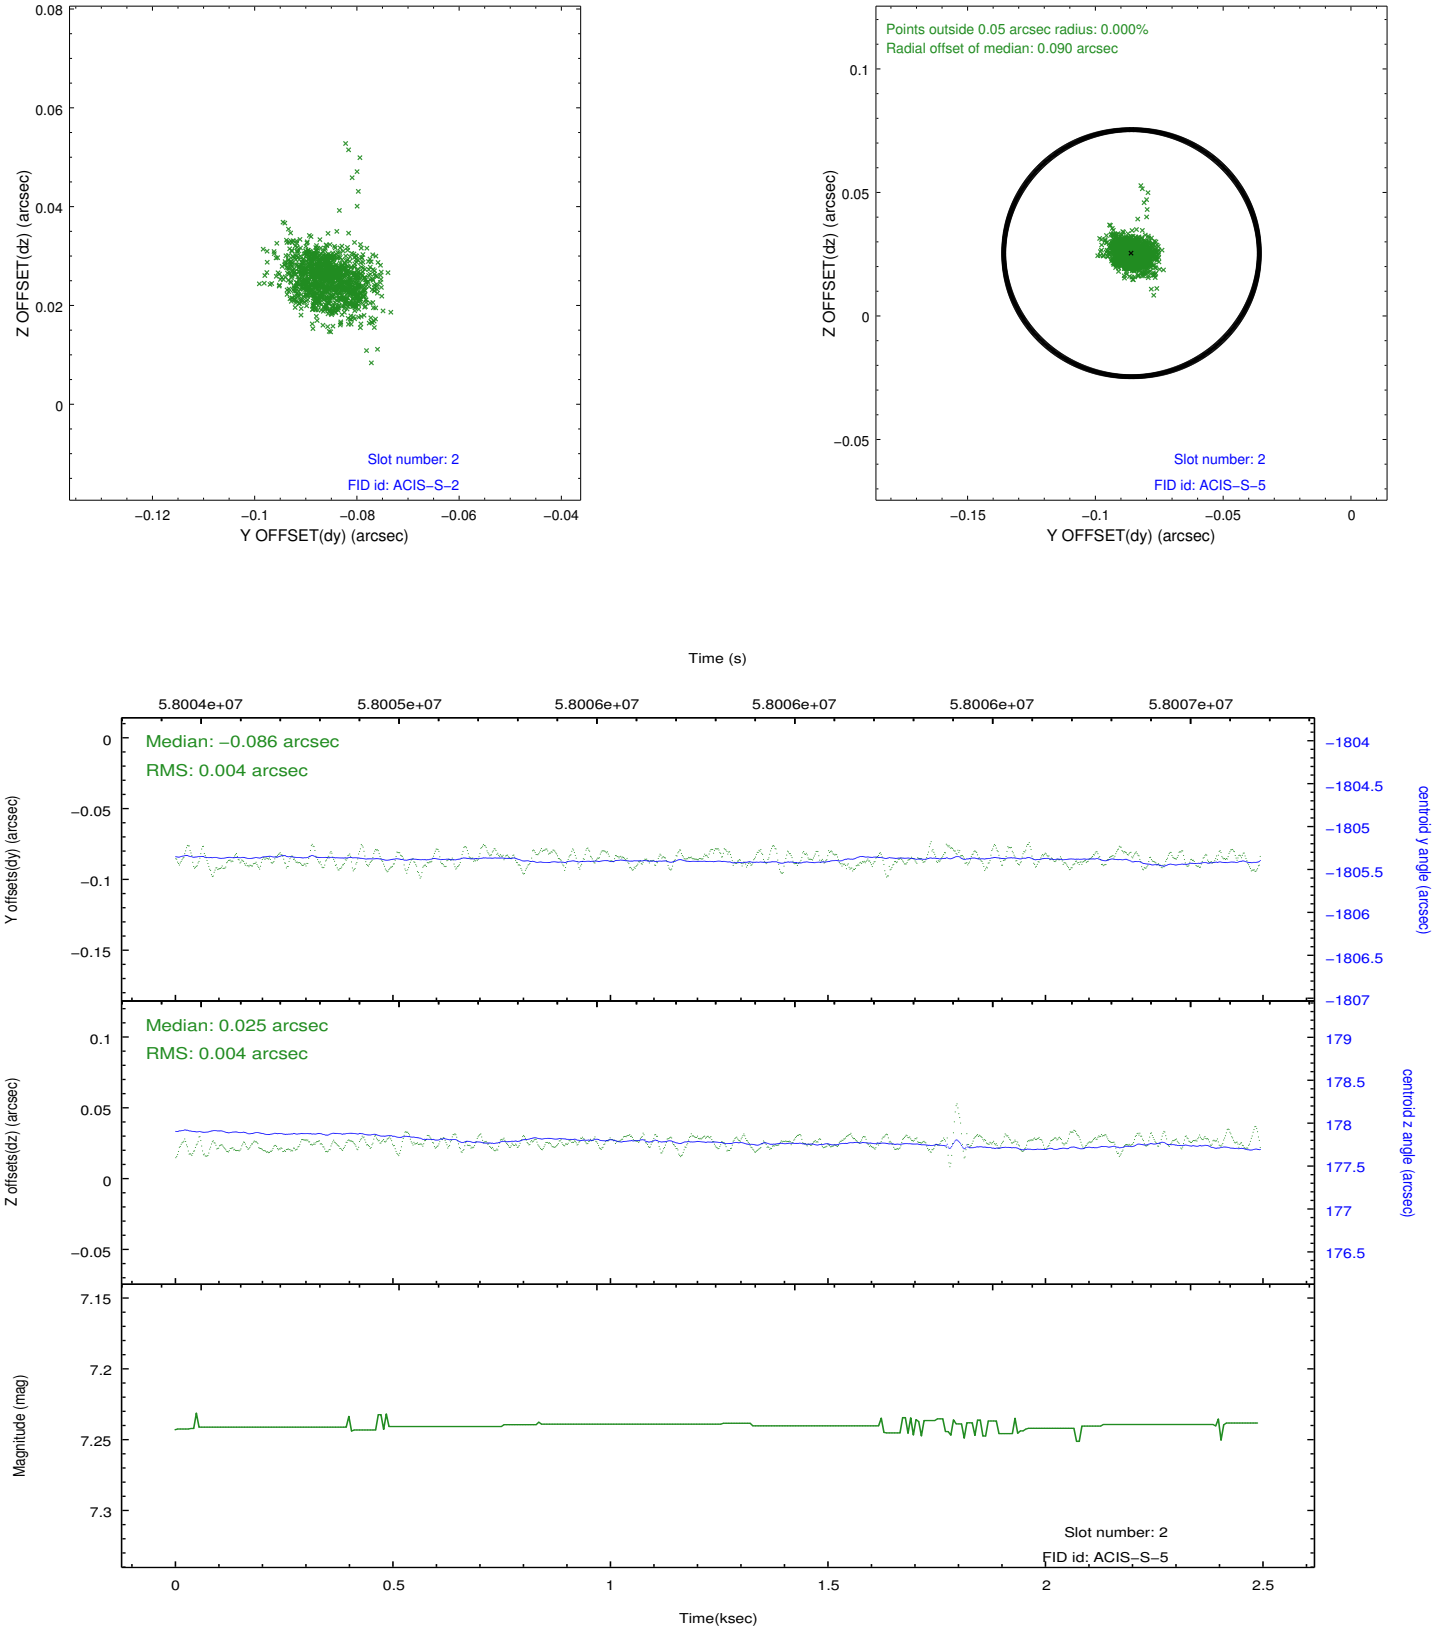 0.08
0.06
0.04
0.02
0
Z OFFSET(dz) (arcsec)
Slot number: 2
FID id: ACIS−S−2
−0.12
−0.1
−0.08
−0.06
−0.04
Y OFFSET(dy) (arcsec)
Points outside 0.05 arcsec radius: 0.000%
Radial offset of median: 0.090 arcsec
0.1
0.05
0
−0.05
Z OFFSET(dz) (arcsec)
Slot number: 2
FID id: ACIS−S−5
−0.15
−0.1
−0.05
0
Y OFFSET(dy) (arcsec)
Time (s)
5.8004e+07
5.8005e+07
5.8006e+07
5.8006e+07
5.8006e+07
5.8007e+07
Median: −0.086 arcsec
RMS: 0.004 arcsec
0
−0.05
−0.1
−0.15
Y offsets(dy) (arcsec)
−1804
−1804.5
−1805
−1805.5
−1806
−1806.5
−1807
centroid y angle (arcsec)
Median: 0.025 arcsec
RMS: 0.004 arcsec
0.1
0.05
0
−0.05
Z offsets(dz) (arcsec)
179
178.5
178
177.5
177
176.5
centroid z angle (arcsec)
7.15
7.2
7.25
7.3
Magnitude (mag)
Slot number: 2
FID id: ACIS−S−5
0
0.5
1
1.5
2
2.5
Time(ksec)